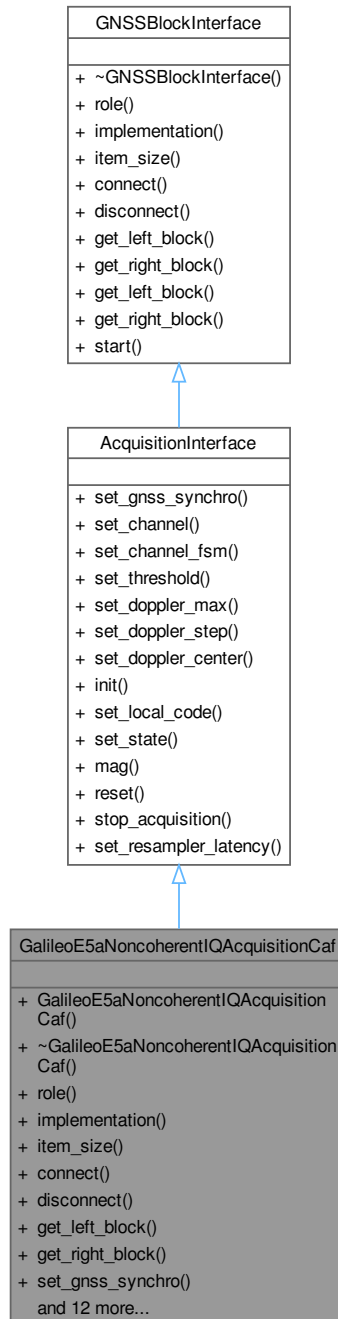 GNSSBlockInterface
+ ~GNSSBlockInterface()
+ role()
+ implementation()
+ item_size()
+ connect()
+ disconnect()
+ get_left_block()
+ get_right_block()
+ get_left_block()
+ get_right_block()
+ start()
AcquisitionInterface
+ set_gnss_synchro()
+ set_channel()
+ set_channel_fsm()
+ set_threshold()
+ set_doppler_max()
+ set_doppler_step()
+ set_doppler_center()
+ init()
+ set_local_code()
+ set_state()
+ mag()
+ reset()
+ stop_acquisition()
+ set_resampler_latency()
GalileoE5aNoncoherentIQAcquisitionCaf
+ GalileoE5aNoncoherentIQAcquisition
Caf()
+ ~GalileoE5aNoncoherentIQAcquisition
Caf()
+ role()
+ implementation()
+ item_size()
+ connect()
+ disconnect()
+ get_left_block()
+ get_right_block()
+ set_gnss_synchro()
and 12 more...